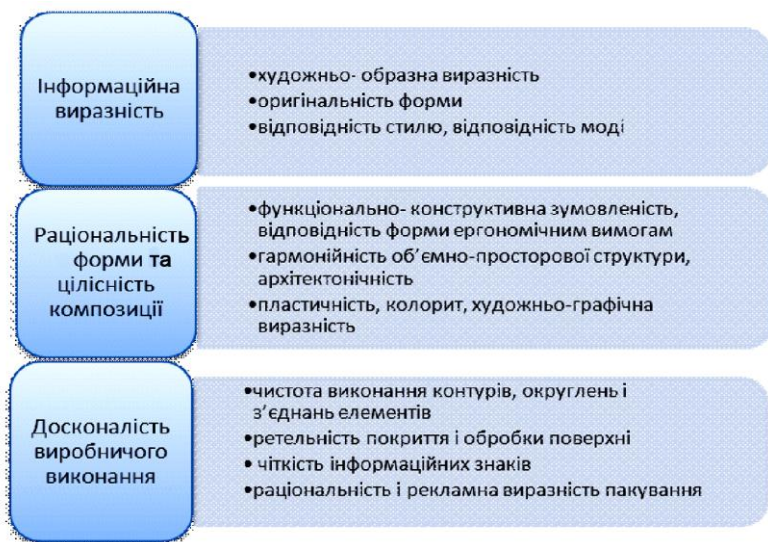 Інформаційна
виразність
•художньо- образна виразність
•оригінальність форми
•відповідність стилю, відповідність моді
Раціональність
форми та
цілісність
композиції
•функціонально- конструктивна зумовленість,
відповідність форми ергономічним вимогам
•гармонійність об’ємно-просторової структури,
архітектонічність
•пластичність, колорит, художньо-графічна
виразність
Досконалість
виробничого
виконання
•чистота виконання контурів, округлень і
з’єднань елементів
•ретельність покриття і обробки поверхні
• чіткість інформаційних знаків
•раціональність і рекламна виразність пакування